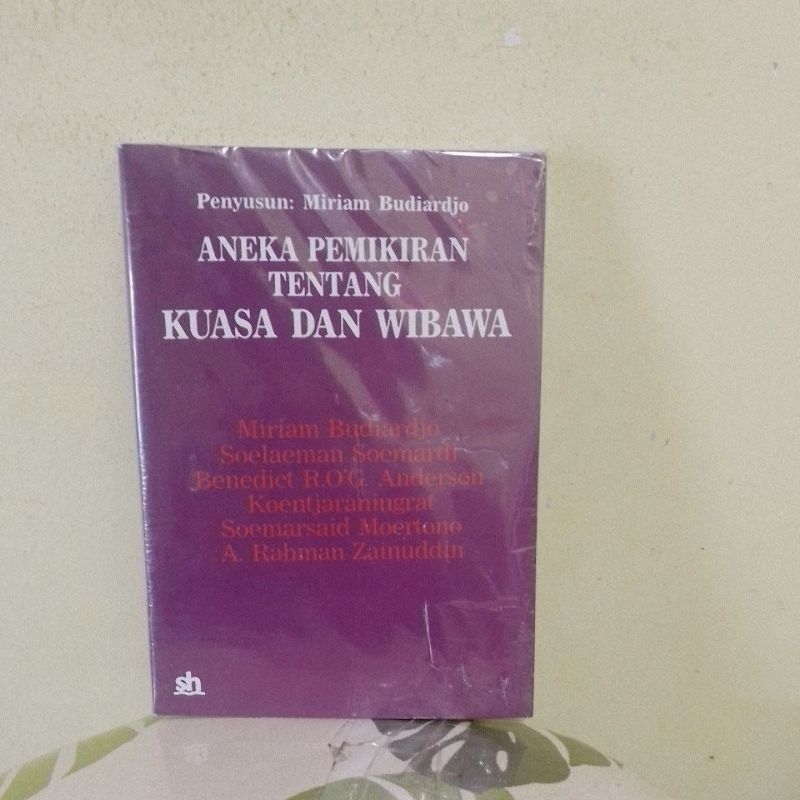 Penyusun: Miriam Budiardjo
ANEKA PEMIKIRAN
TENTANG
KUASA DAN WIBAWA
Miriam Budiardjo
Soelaeman Soemardi
Benedict R.O'G. Anderson
Koentjaraningrat
Soemarsaid Moertono
A. Rahman Zainuddin
sh